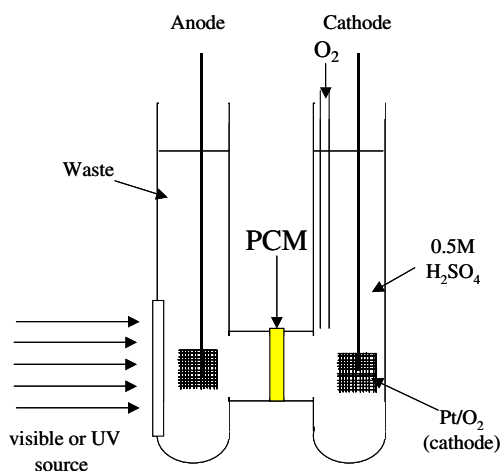 Anode
Cathode
O₂
Waste
PCM
0.5M
H₂SO₄
Pt/O₂
(cathode)
visible or UV
source